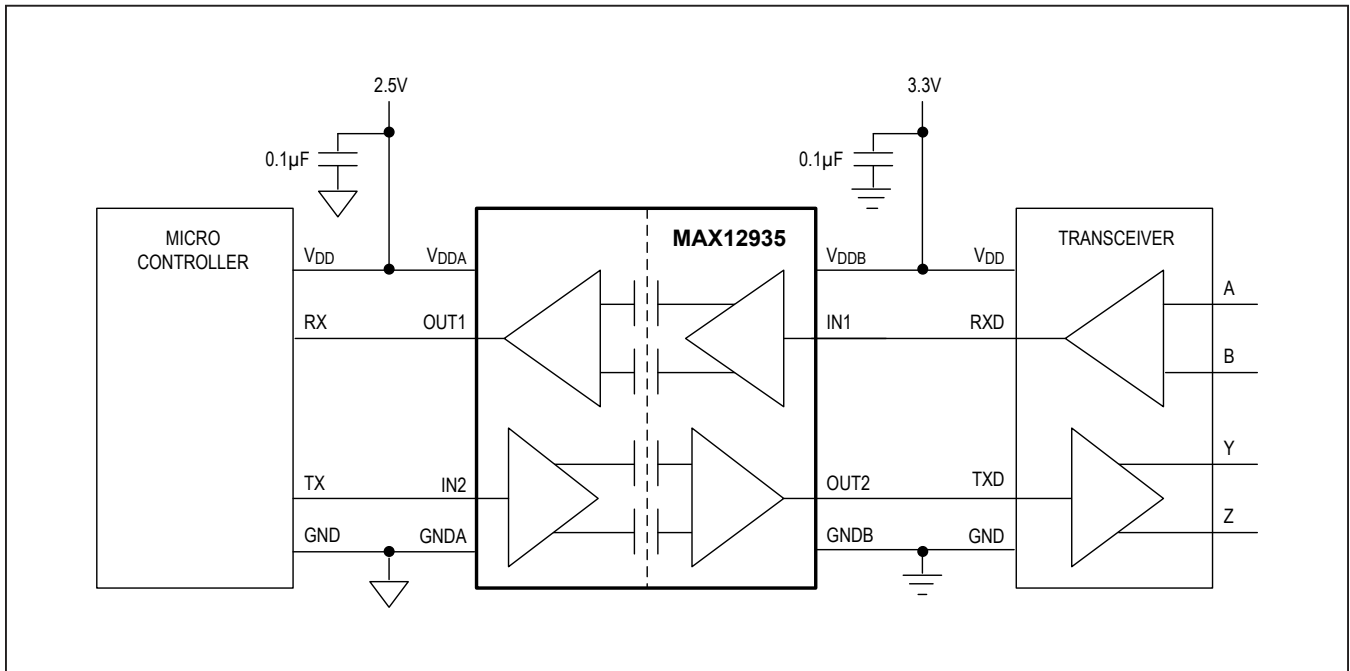 2.5V
3.3V
0.1µF
0.1µF
MICRO
CONTROLLER
MAX12935
TRANSCEIVER
VDD
VDDA
VDDB
VDD
A
RX
OUT1
IN1
RXD
B
Y
TX
IN2
OUT2
TXD
Z
GND
GNDA
GNDB
GND